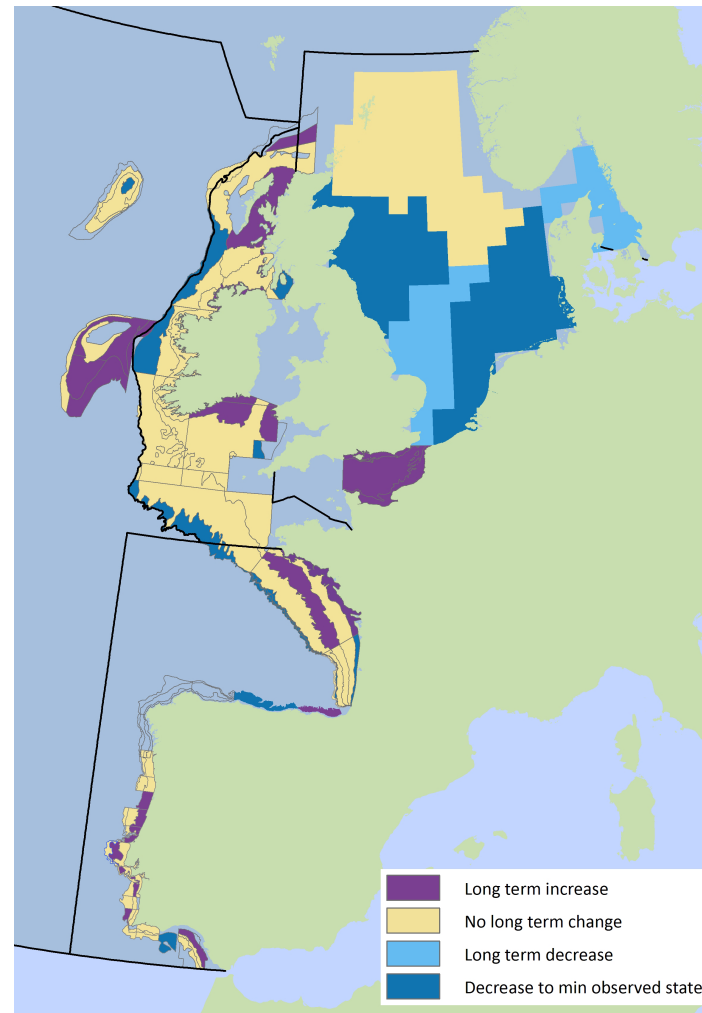 Long term increase
No long term change
Long term decrease
Decrease to min observed state